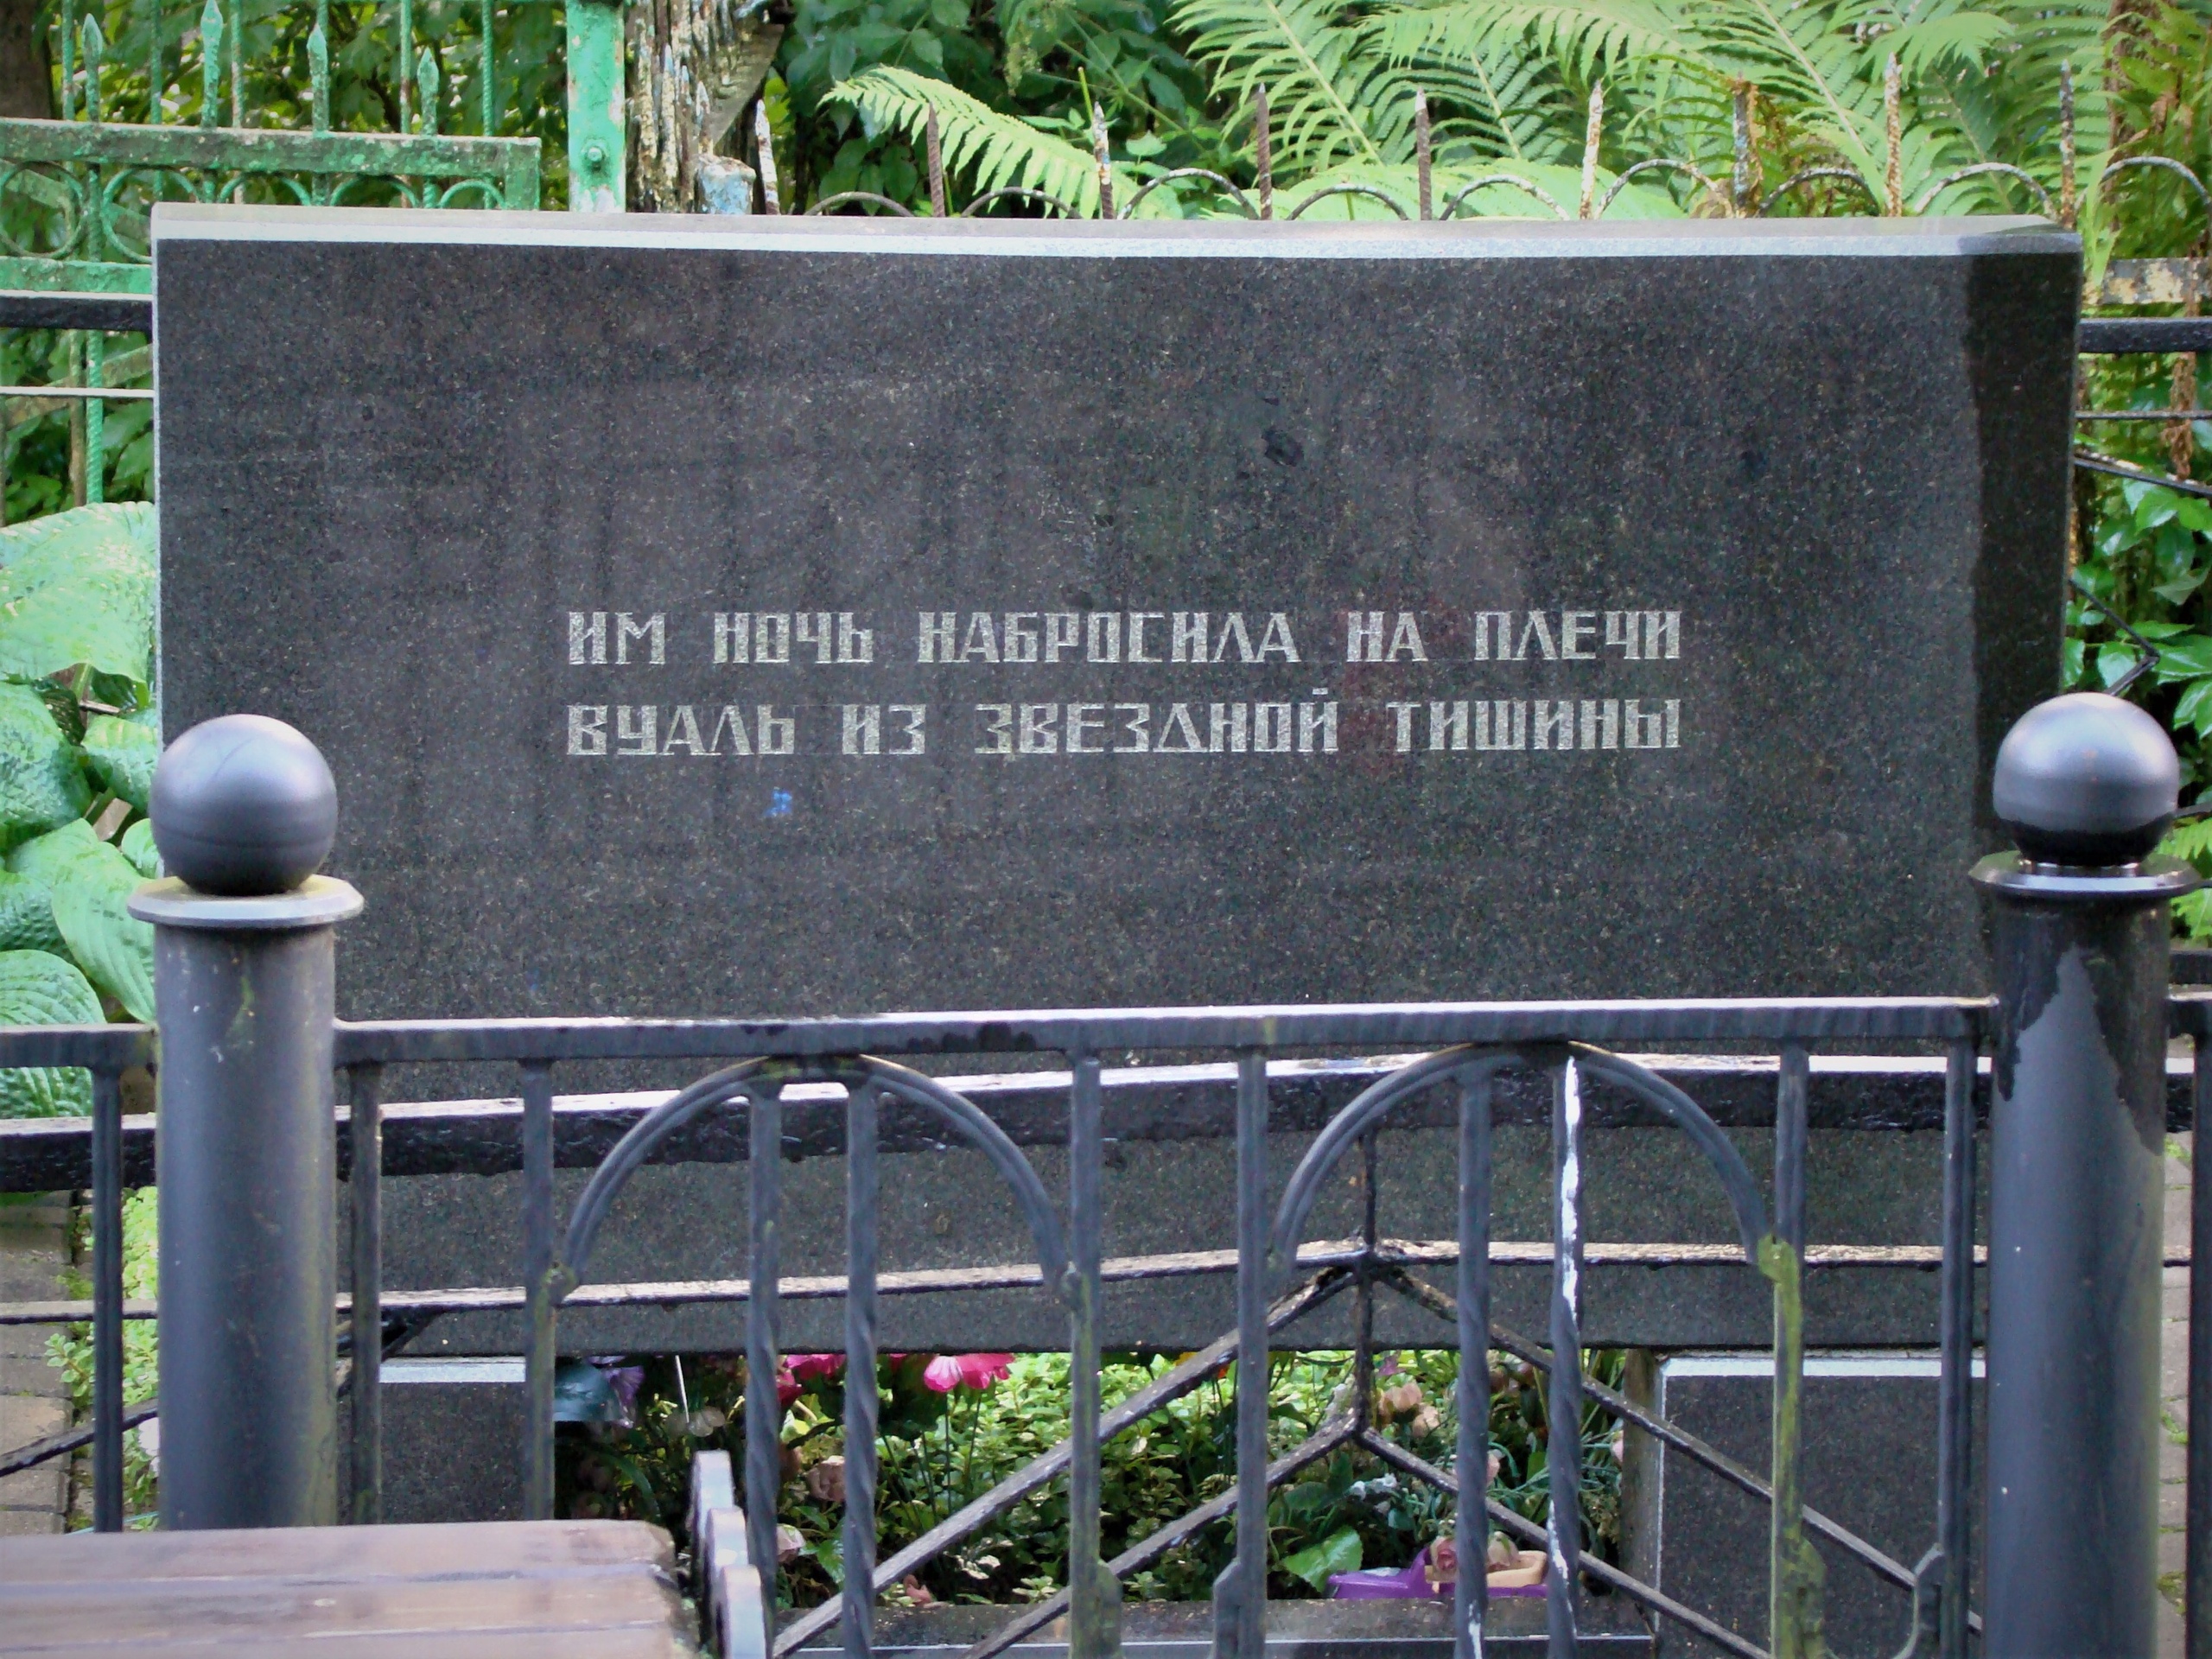 ИМ НОЧЬ НАБРОСИЛА НА ПЛЕЧИ
ВУАЛЬ ИЗ ЗВЕЗДНОЙ ТИШИНЫ